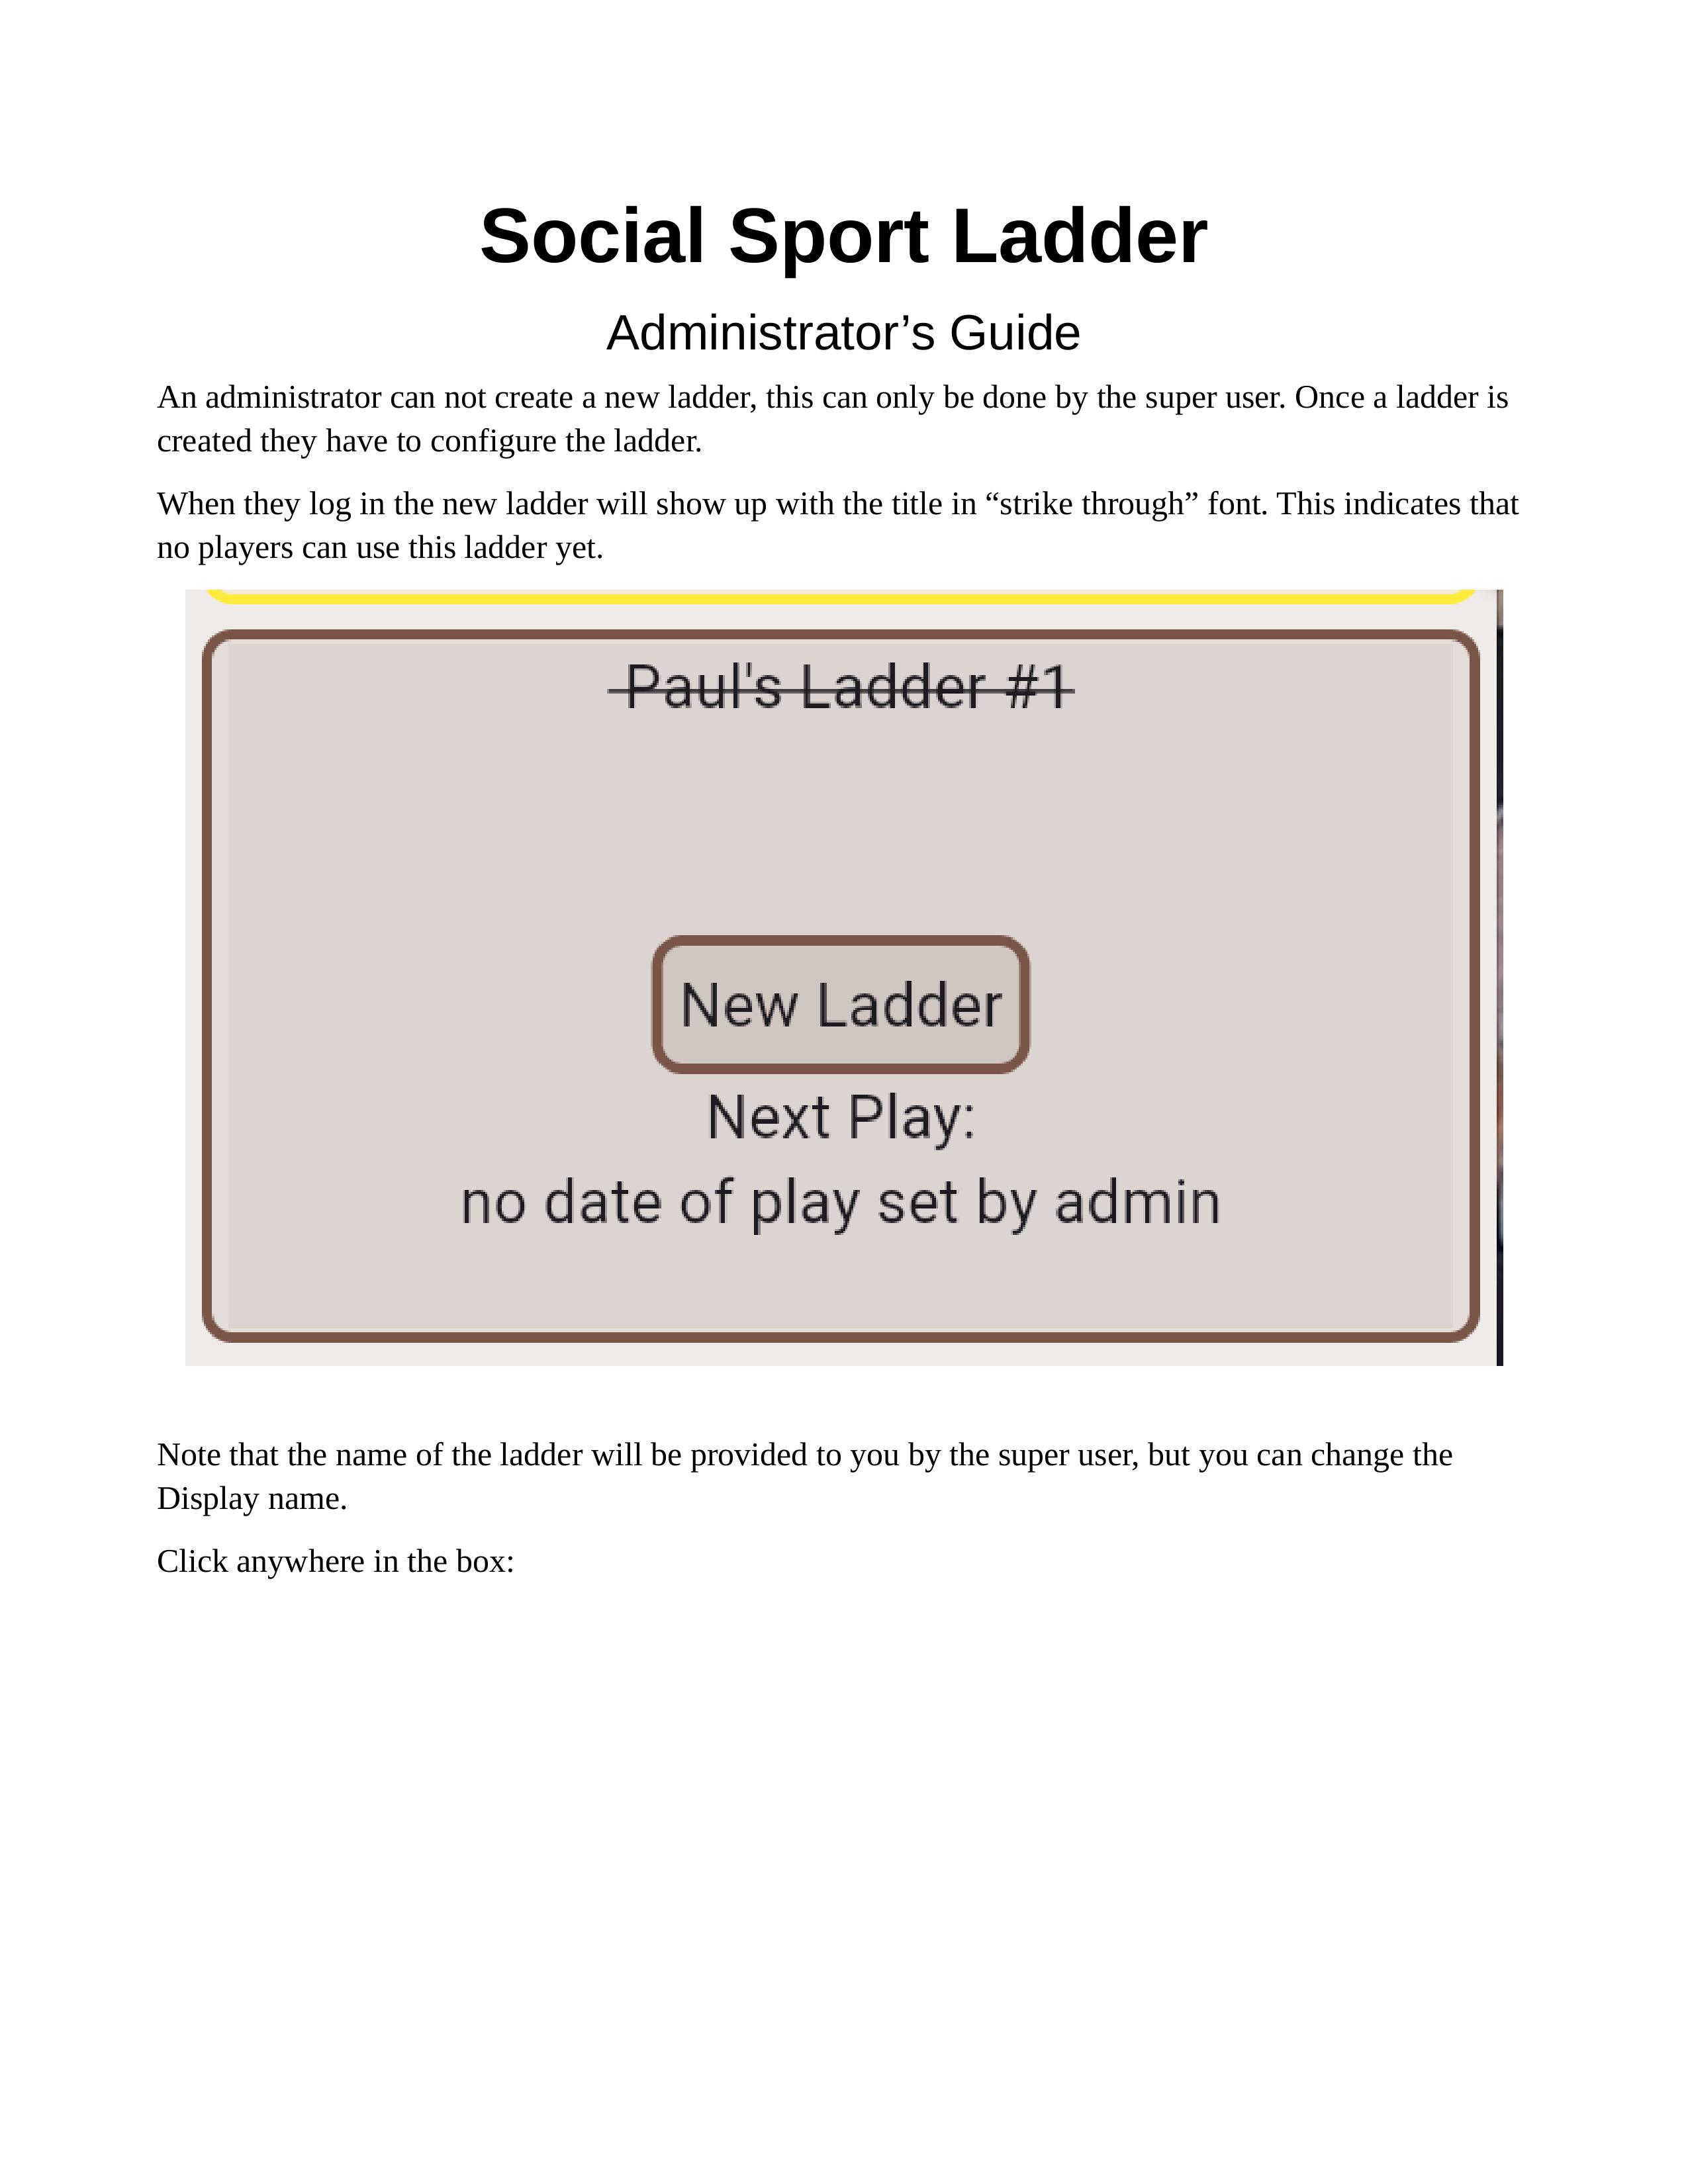 Social Sport Ladder
Administrator’s Guide
An administrator can not create a new ladder, this can only be done by the super user. Once a ladder is
created they have to configure the ladder.
When they log in the new ladder will show up with the title in “strike through” font. This indicates that
no players can use this ladder yet.
Paul's Ladder #1
New Ladder
Next Play:
no date of play set by admin
Note that the name of the ladder will be provided to you by the super user, but you can change the
Display name.
Click anywhere in the box: